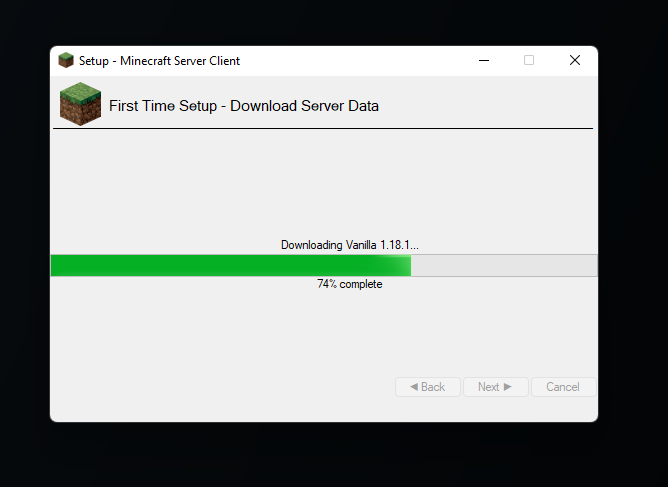 Setup - Minecraft Server Client
First Time Setup - Download Server Data
Downloading Vanilla 1.18.1...
74% complete
◀ Back
Next ▶
Cancel